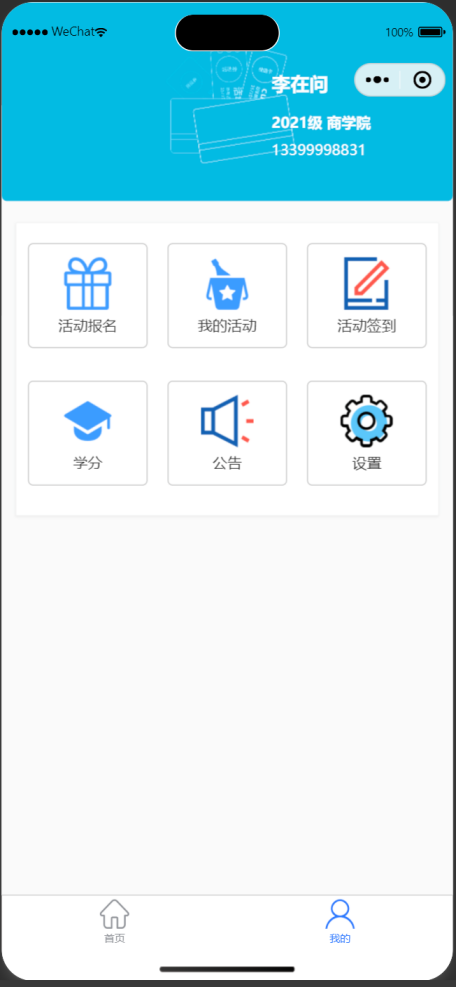 WeChat
100%
李在问
2021级 商学院
13399998831
活动报名
我的活动
活动签到
学分
公告
设置
首页
我的